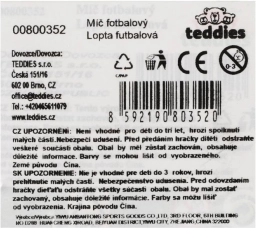 00800352
Míč fotbalový
Lopta futbalová
teddies
Dovozce/Dovozca:
TEDDIES s.r.o.
Česká 151/16
602 00 Brno, CZ
office@teddies.cz
Tel.: +420465611079
www.teddies.cz
CE
0-3
8 592190 803520
CZ UPOZORNĚNÍ: Není vhodné pro děti do tří let, hrozí spolknutí
malých částí. Nebezpečí udušení. Před předáním hračky dítěti odstraňte
veškeré součásti obalu. Obal by měl zůstat zachován, obsahuje
důležité informace. Barvy se mohou lišit od vyobrazeného.
Země původu Čína.
SK UPOZORNENIE: Nie je vhodné pre deti do 3 rokov, hrozí
prehltnutie malých častí. Nebezpečenstvo udusenia. Pred odovzdaním
hračky dieťaťu odstráňte všetky súčasti obalu. Obal by mal zostať
zachovaný, obsahuje dôležité informácie. Farby sa môžu líšiť
od vyobrazenia. Krajina pôvodu Čína.